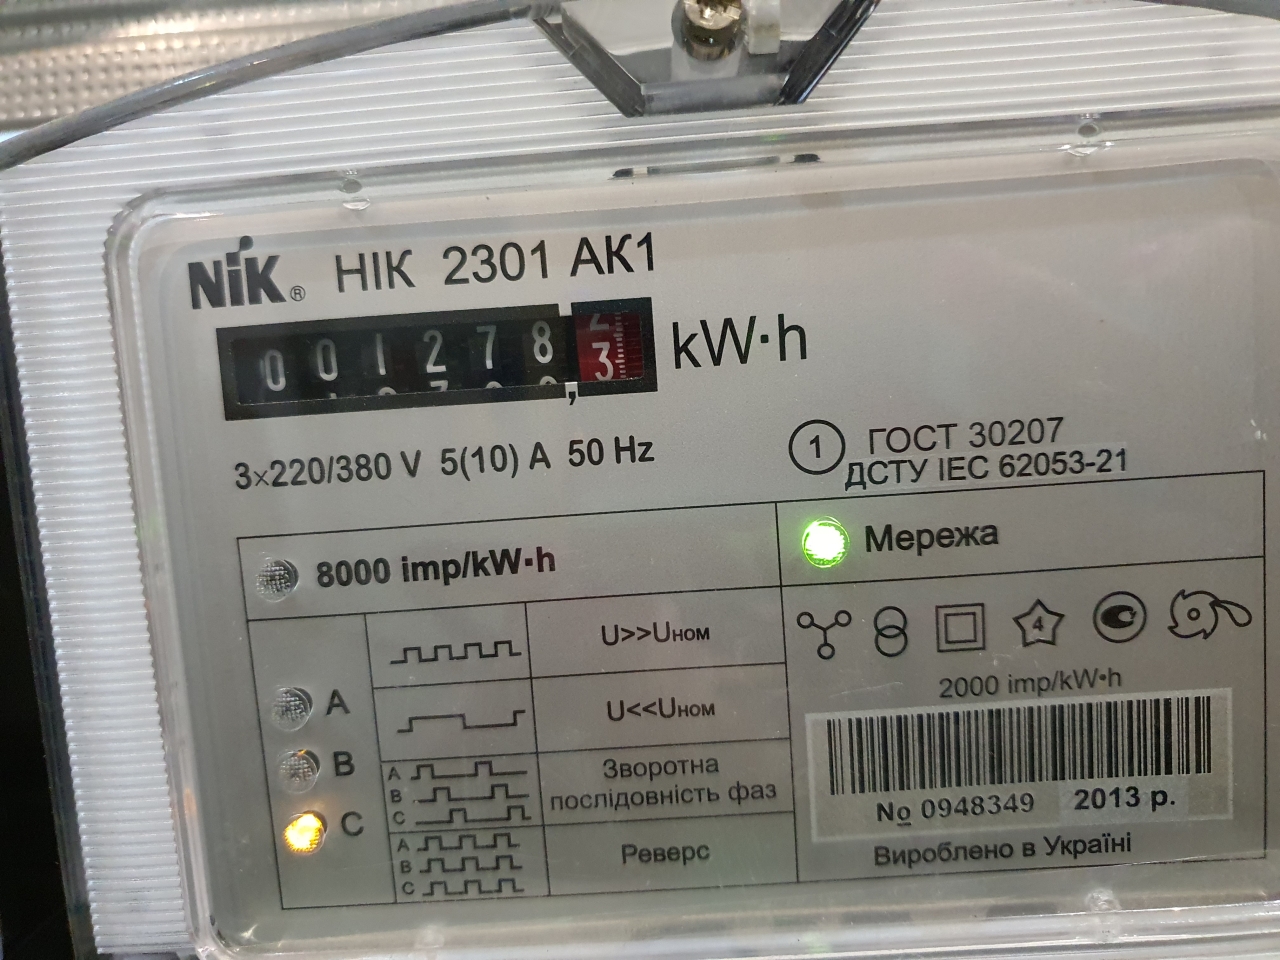 NiK® НІК 2301 АК1
001278,3 kW·h
3×220/380 V 5(10) A 50 Hz
1 ГОСТ 30207
ДСТУ IEC 62053-21
8000 imp/kW·h
Мережа
A
B
C
U>>Uном
U<<Uном
A
B
C
Зворотна
послідовність фаз
A
B
C
Реверс
4
2000 imp/kW·h
№ 0948349 2013 р.
Вироблено в Україні